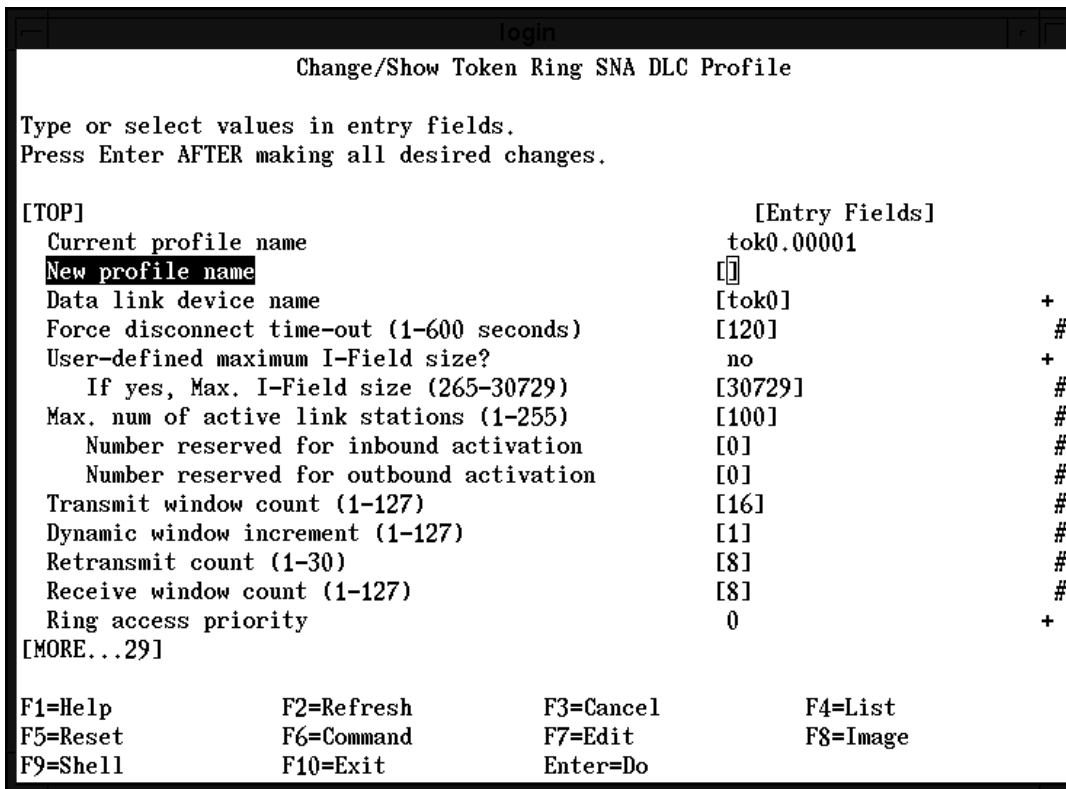 login
Change/Show Token Ring SNA DLC Profile
Type or select values in entry fields.
Press Enter AFTER making all desired changes.
[TOP] [Entry Fields]
Current profile name tok0.00001
New profile name []
Data link device name [tok0] +
Force disconnect time-out (1-600 seconds) [120] #
User-defined maximum I-Field size? no +
If yes, Max. I-Field size (265-30729) [30729] #
Max. num of active link stations (1-255) [100] #
Number reserved for inbound activation [0] #
Number reserved for outbound activation [0] #
Transmit window count (1-127) [16] #
Dynamic window increment (1-127) [1] #
Retransmit count (1-30) [8] #
Receive window count (1-127) [8] #
Ring access priority 0 +
[MORE...29]
F1=Help F2=Refresh F3=Cancel F4=List
F5=Reset F6=Command F7=Edit F8=Image
F9=Shell F10=Exit Enter=Do